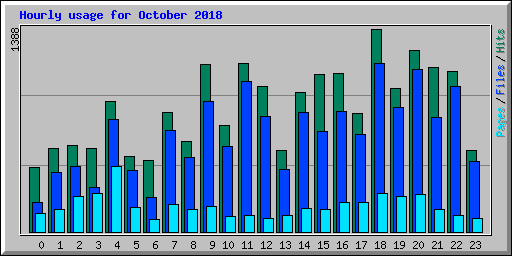 Hourly usage for October 2018
1388
Pages/Files/Hits
0 1 2 3 4 5 6 7 8 9 10 11 12 13 14 15 16 17 18 19 20 21 22 23